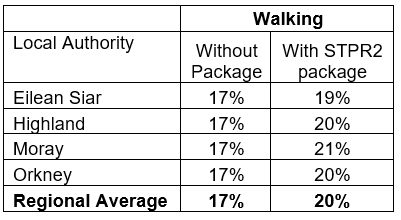 Walking
Local Authority
Without Package
With STPR2 package
Eilean Siar 17% 19%
Highland 17% 20%
Moray 17% 21%
Orkney 17% 20%
Regional Average 17% 20%